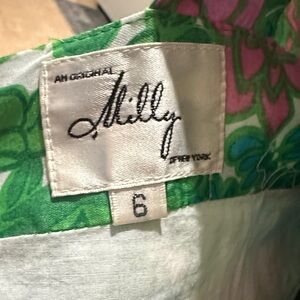 AN ORIGINAL
Milly
OF NEW YORK
6